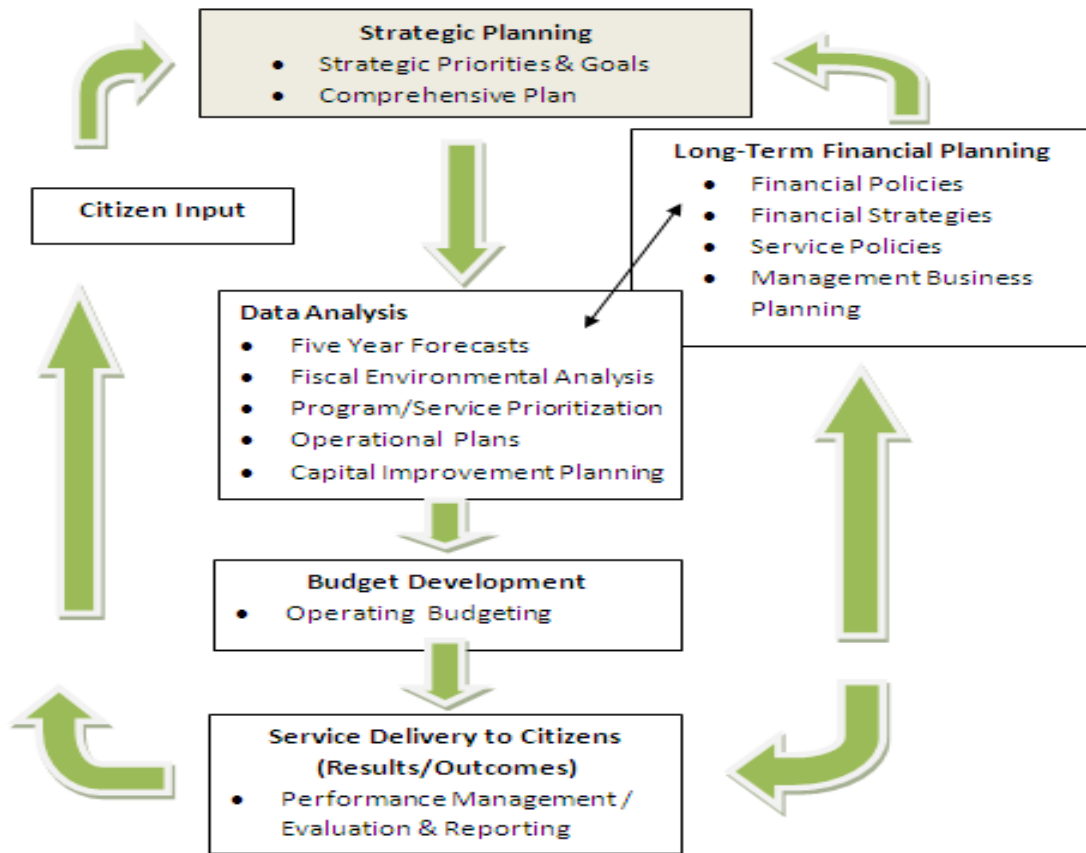 Strategic Planning
● Strategic Priorities & Goals
● Comprehensive Plan
Long-Term Financial Planning
● Financial Policies
● Financial Strategies
● Service Policies
● Management Business
Planning
Citizen Input
Data Analysis
● Five Year Forecasts
● Fiscal Environmental Analysis
● Program/Service Prioritization
● Operational Plans
● Capital Improvement Planning
Budget Development
● Operating Budgeting
Service Delivery to Citizens
(Results/Outcomes)
● Performance Management /
Evaluation & Reporting